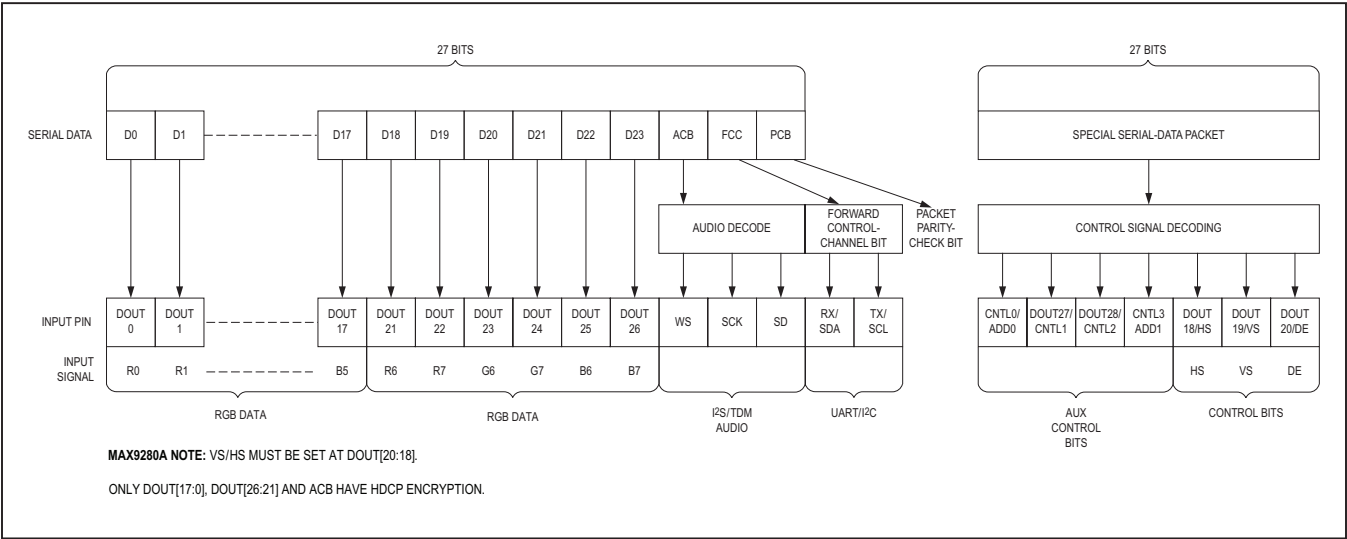 27 BITS 27 BITS
SERIAL DATA D0 D1 D17 D18 D19 D20 D21 D22 D23 ACB FCC PCB SPECIAL SERIAL-DATA PACKET
AUDIO DECODE
FORWARD
CONTROL-
CHANNEL BIT
PACKET
PARITY-
CHECK BIT
CONTROL SIGNAL DECODING
INPUT PIN
DOUT
0
DOUT
1
DOUT
17
DOUT
21
DOUT
22
DOUT
23
DOUT
24
DOUT
25
DOUT
26
WS
SCK
SD
RX/
SDA
TX/
SCL
CNTL0/
ADD0
DOUT27/
CNTL1
DOUT28/
CNTL2
CNTL3
ADD1
DOUT
18/HS
DOUT
19/VS
DOUT
20/DE
INPUT
SIGNAL
R0 R1 B5 R6 R7 G6 G7 B6 B7 HS VS DE
RGB DATA
RGB DATA
I2S/TDM
AUDIO
UART/I2C
AUX
CONTROL
BITS
CONTROL BITS
MAX9280A NOTE: VS/HS MUST BE SET AT DOUT[20:18].
ONLY DOUT[17:0], DOUT[26:21] AND ACB HAVE HDCP ENCRYPTION.